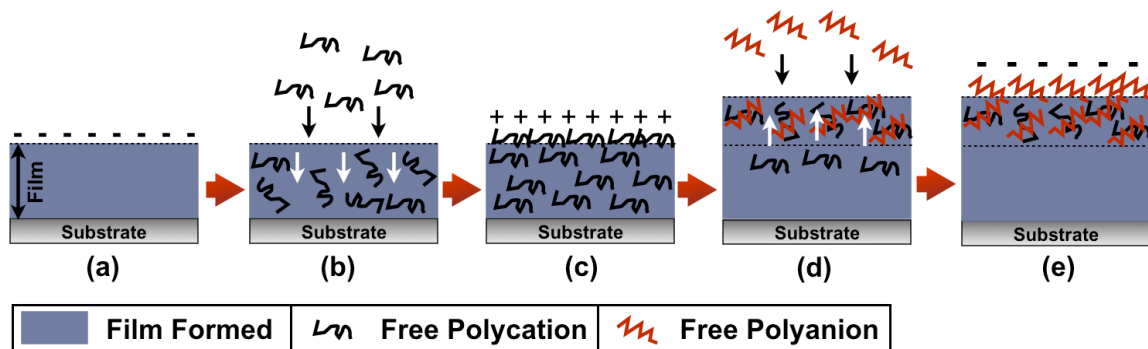 - - - - - - - -
+ + + + + + +
- - - - - -
Film
Substrate
Substrate
Substrate
Substrate
Substrate
(a)
(b)
(c)
(d)
(e)
Film Formed
Free Polycation
Free Polyanion